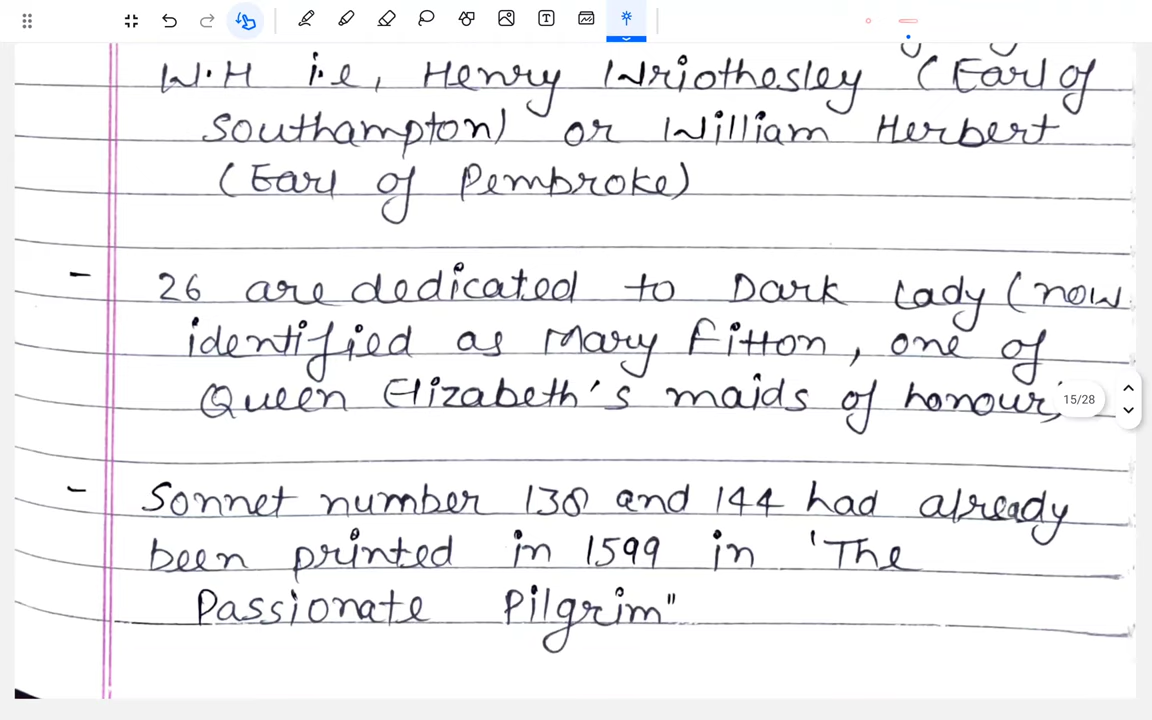 W.H i.e, Henry Wriothesley (Earl of
Southampton) or William Herbert
(Earl of Pembroke)
- 26 are dedicated to Dark Lady (now
identified as Mary Fitton, one of
Queen Elizabeth's maids of honour)
15/28
- Sonnet number 138 and 144 had already
been printed in 1599 in 'The
Passionate Pilgrim"